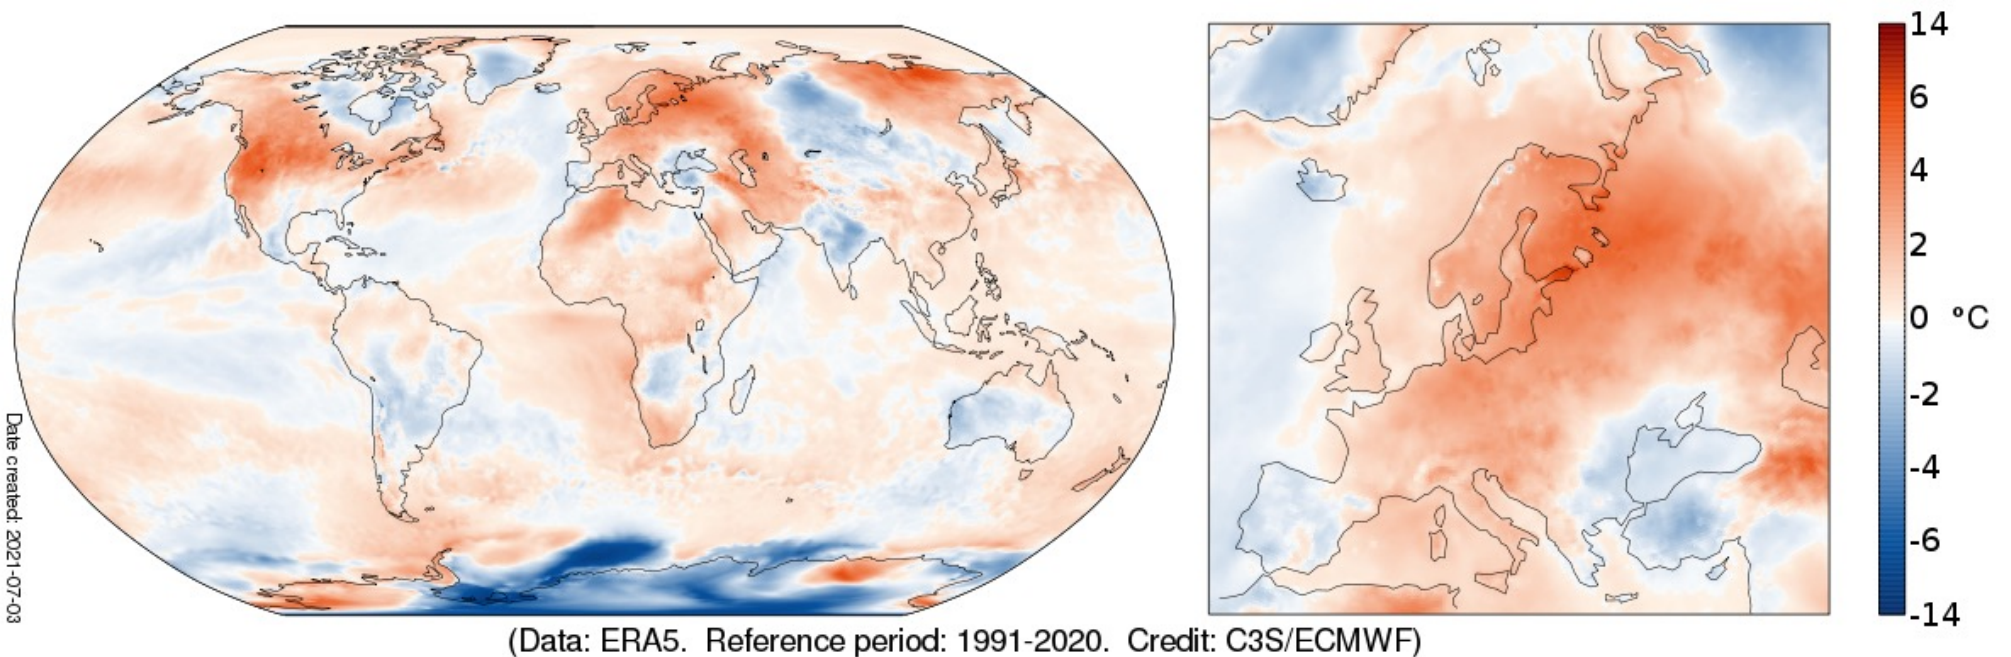 14
6
4
2
0 °C
-2
-4
-6
-14
Date created: 2021-07-03
(Data: ERA5. Reference period: 1991-2020. Credit: C3S/ECMWF)